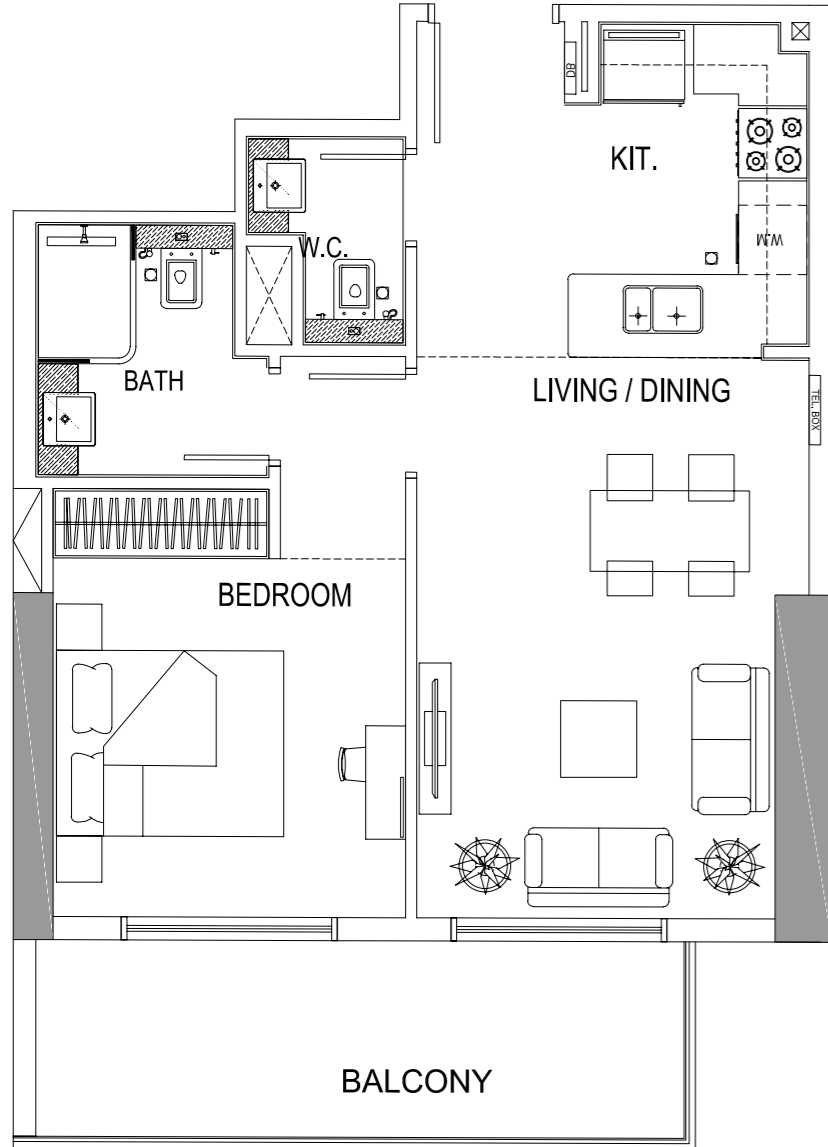 DB
KIT.
W.C.
W.M
BATH
LIVING / DINING
TEL. BOX
BEDROOM
BALCONY